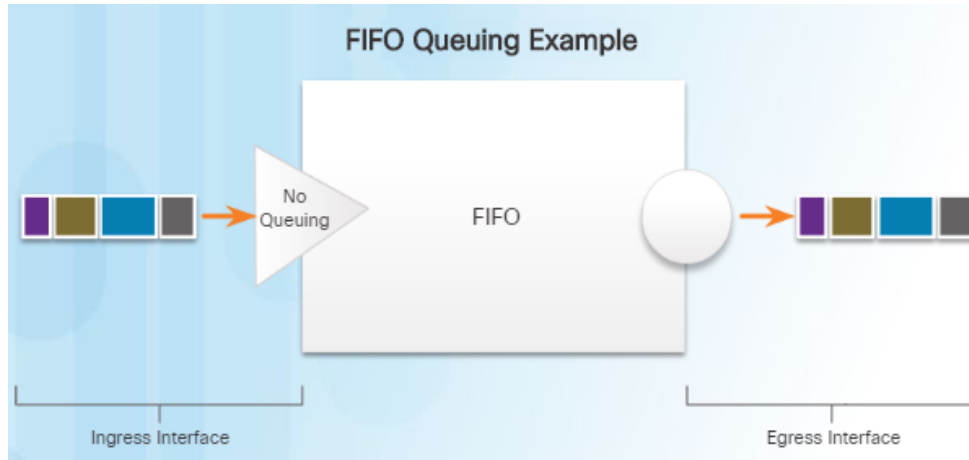 FIFO Queuing Example
No
Queuing
FIFO
Ingress Interface
Egress Interface